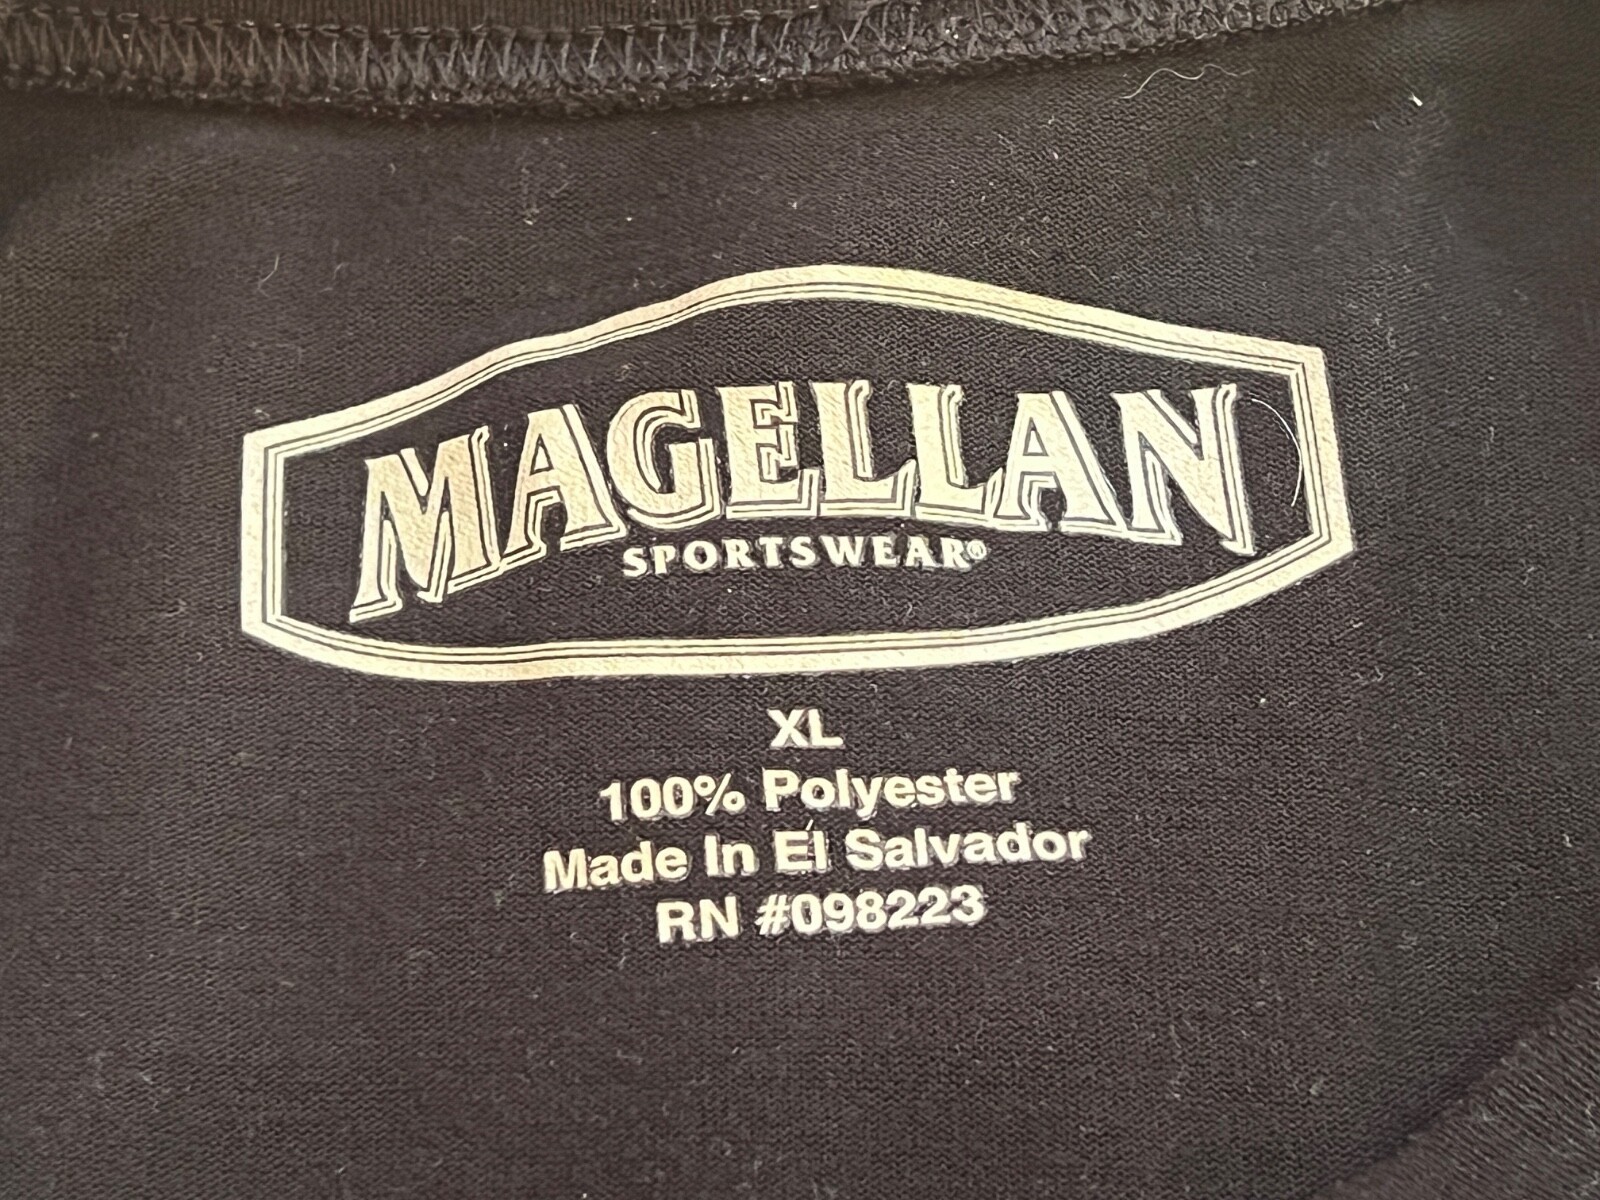 MAGELLAN
SPORTSWEAR®
XL
100% Polyester
Made In El Salvador
RN #098223